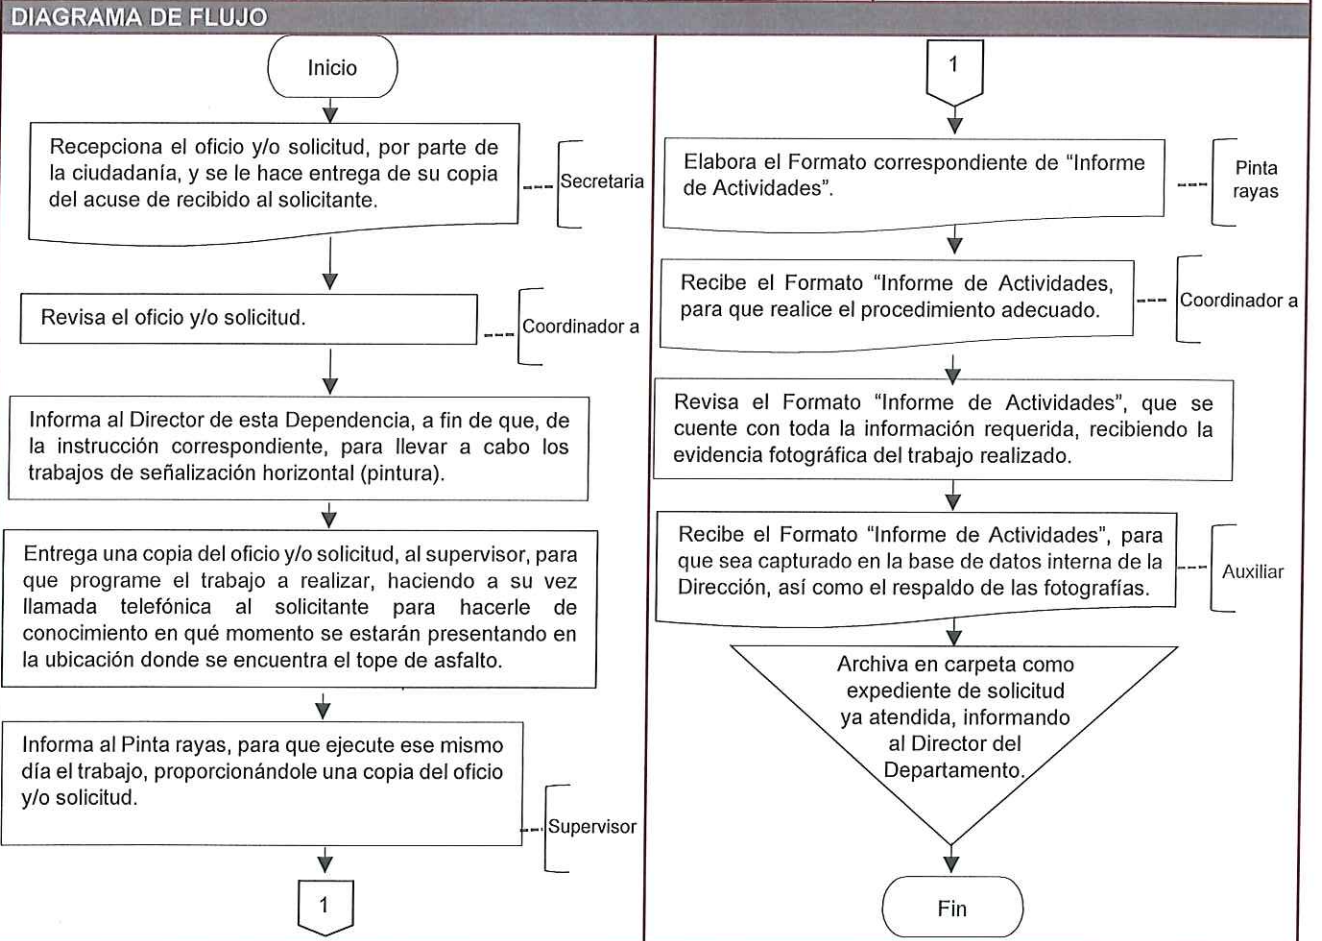 DIAGRAMA DE FLUJO
Inicio
Recepciona el oficio y/o solicitud, por parte de
la ciudadanía, y se le hace entrega de su copia
del acuse de recibido al solicitante.
Secretaria
Revisa el oficio y/o solicitud.
Coordinador a
Informa al Director de esta Dependencia, a fin de que, de
la instrucción correspondiente, para llevar a cabo los
trabajos de señalización horizontal (pintura).
Entrega una copia del oficio y/o solicitud, al supervisor, para
que programe el trabajo a realizar, haciendo a su vez
llamada telefónica al solicitante para hacerle de
conocimiento en qué momento se estarán presentando en
la ubicación donde se encuentra el tope de asfalto.
Informa al Pinta rayas, para que ejecute ese mismo
día el trabajo, proporcionándole una copia del oficio
y/o solicitud.
Supervisor
1
1
Elabora el Formato correspondiente de “Informe
de Actividades”.
Pinta
rayas
Recibe el Formato “Informe de Actividades,
para que realice el procedimiento adecuado.
Coordinador a
Revisa el Formato “Informe de Actividades”, que se
cuente con toda la información requerida, recibiendo la
evidencia fotográfica del trabajo realizado.
Recibe el Formato “Informe de Actividades”, para
que sea capturado en la base de datos interna de la
Dirección, así como el respaldo de las fotografías.
Auxiliar
Archiva en carpeta como
expediente de solicitud
ya atendida, informando
al Director del
Departamento.
Fin